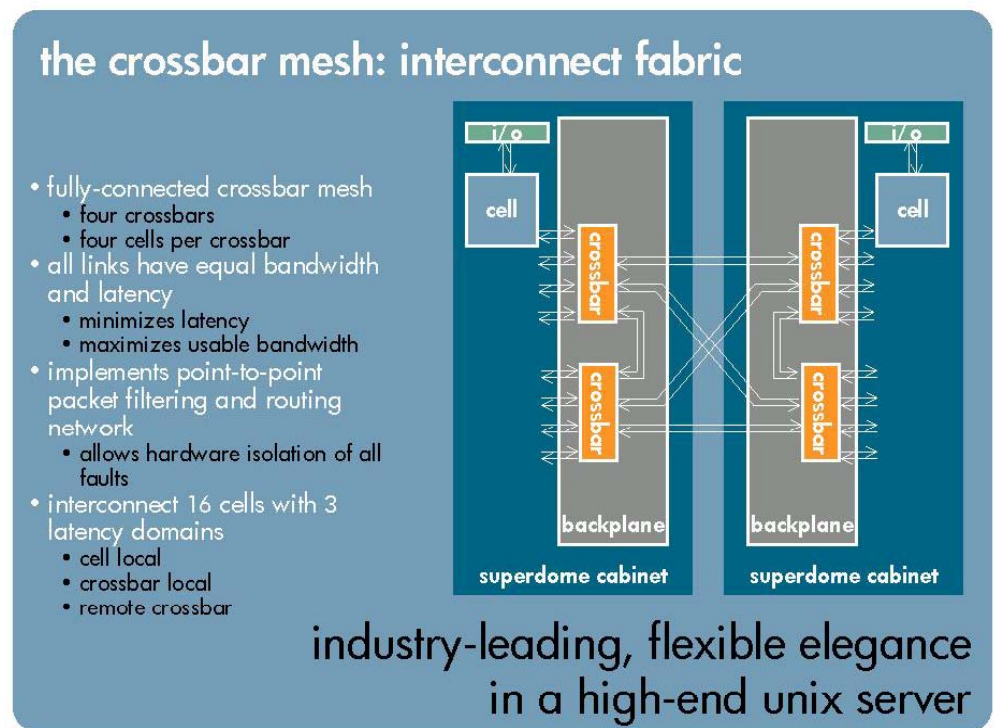 the crossbar mesh: interconnect fabric
• fully-connected crossbar mesh
• four crossbars
• four cells per crossbar
• all links have equal bandwidth
and latency
• minimizes latency
• maximizes usable bandwidth
• implements point-to-point
packet filtering and routing
network
• allows hardware isolation of all
faults
• interconnect 16 cells with 3
latency domains
• cell local
• crossbar local
• remote crossbar
i/o
cell
crossbar
crossbar
backplane
superdome cabinet
i/o
cell
crossbar
crossbar
backplane
superdome cabinet
industry-leading, flexible elegance
in a high-end unix server